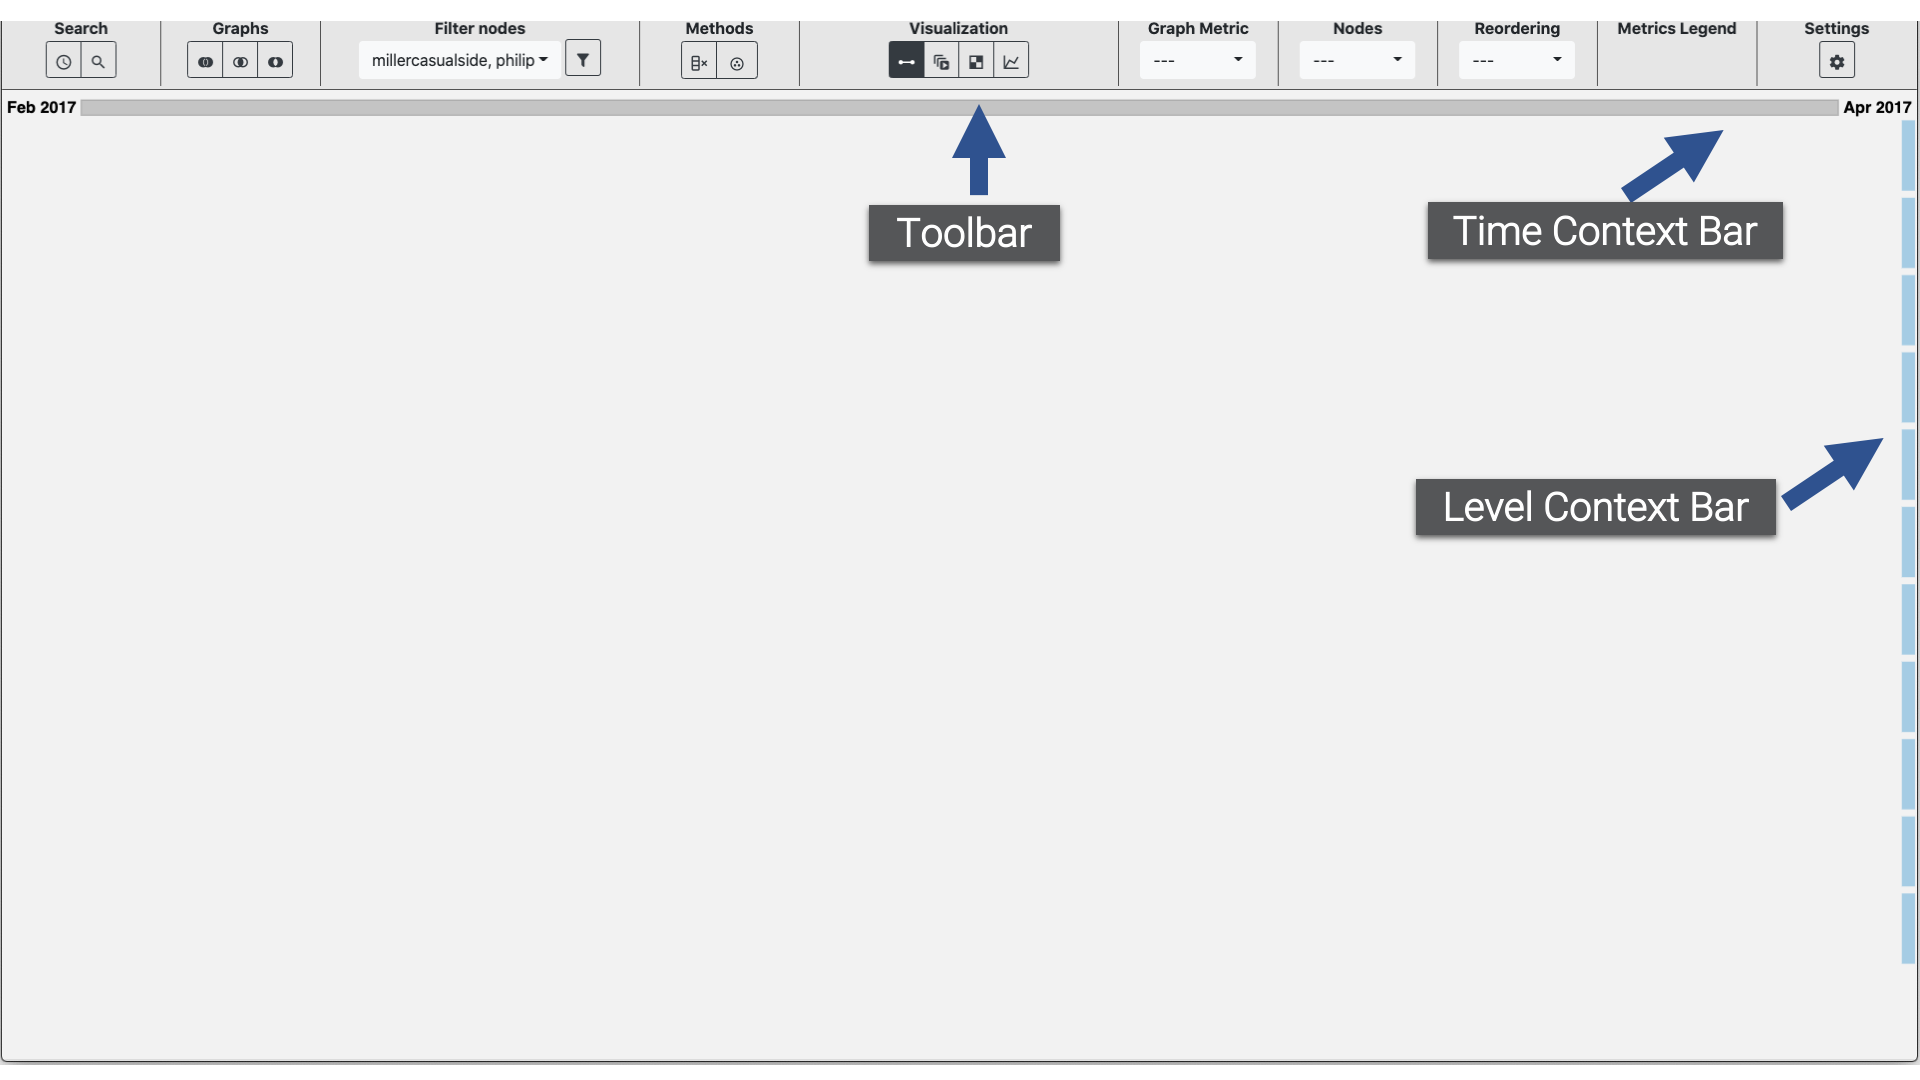 Search Graphs Filter nodes Methods Visualization Graph Metric Nodes Reordering Metrics Legend Settings
millercasualside, philip --- --- ---
Feb 2017 Apr 2017
Toolbar
Time Context Bar
Level Context Bar